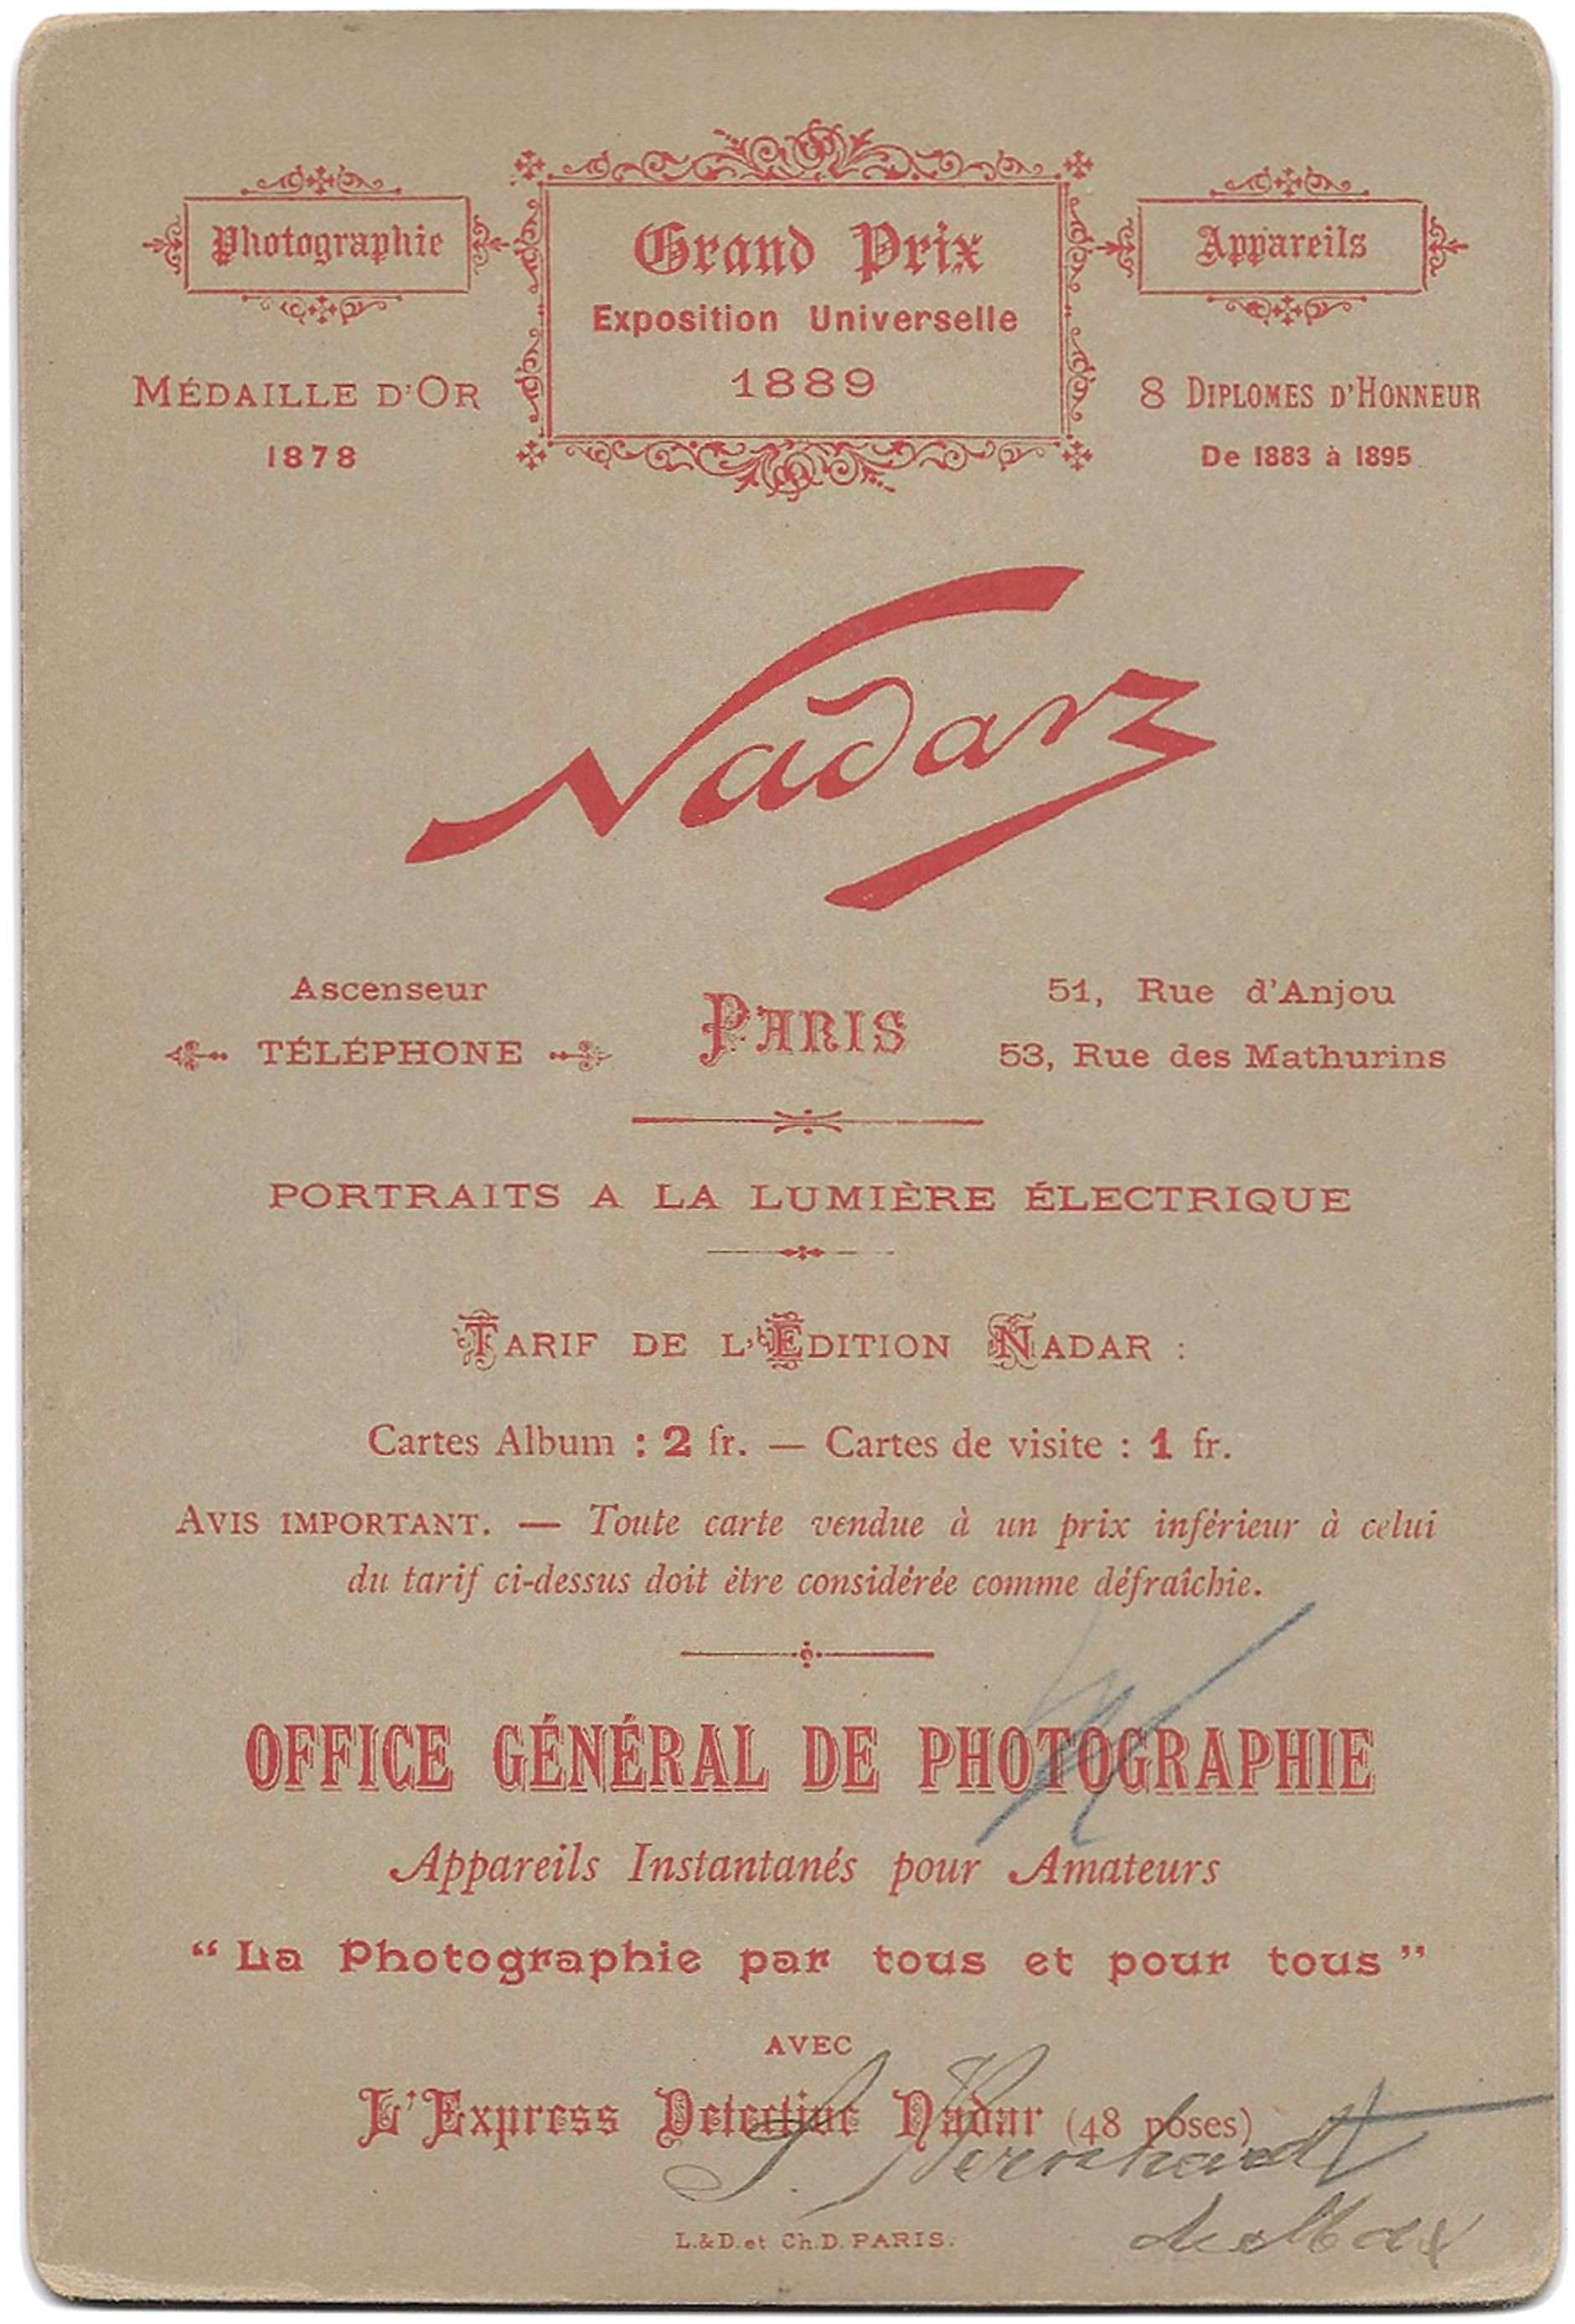 Photographie
Grand Prix
Appareils
Exposition Universelle
1889
MÉDAILLE D'OR
1878
8 DIPLOMES D'HONNEUR
De 1883 à 1895
Nadar
Ascenseur
TÉLÉPHONE
PARIS
51, Rue d'Anjou
53, Rue des Mathurins
PORTRAITS A LA LUMIÈRE ÉLECTRIQUE
TARIF DE L'EDITION NADAR :
Cartes Album : 2 fr. — Cartes de visite : 1 fr.
AVIS IMPORTANT. — Toute carte vendue à un prix inférieur à celui
du tarif ci-dessus doit être considérée comme défraîchie.
OFFICE GÉNÉRAL DE PHOTOGRAPHIE
Appareils Instantanés pour Amateurs
“ La Photographie par tous et pour tous ”
AVEC
L'Express Detective Nadar (48 poses)
S. Bernhardt
de Max
L.&D. et Ch.D. PARIS.